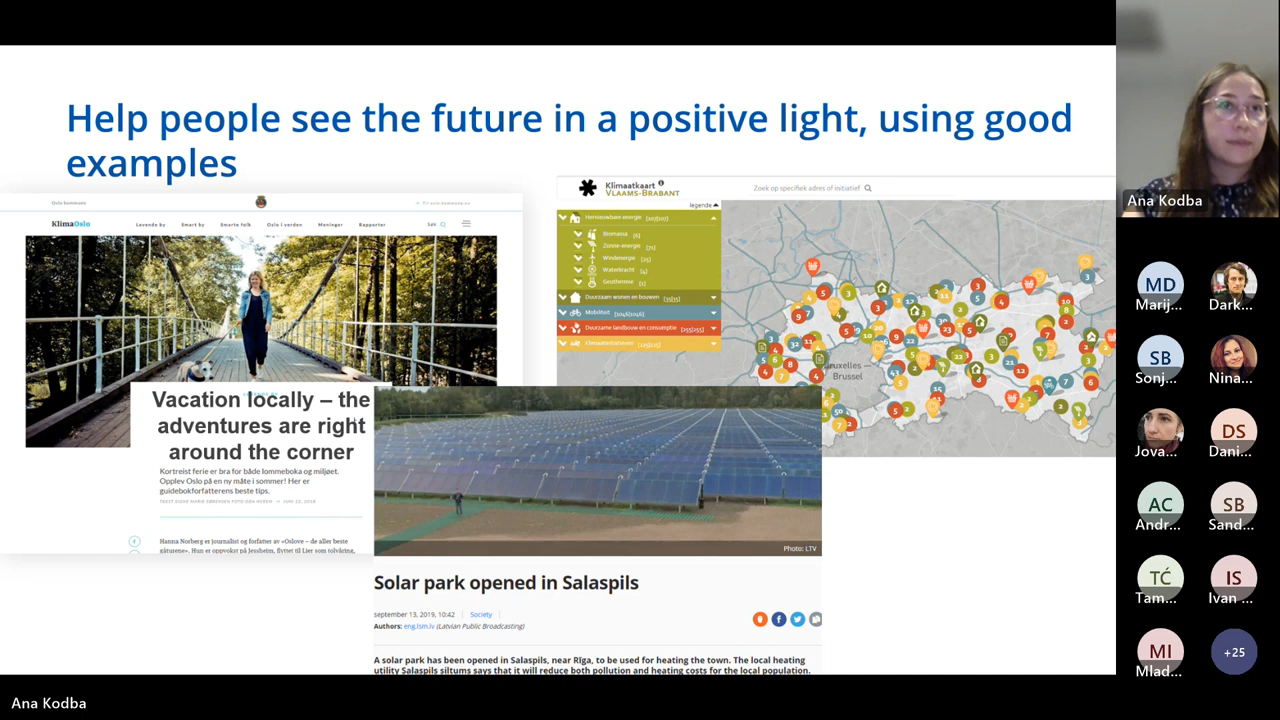 Help people see the future in a positive light, using good
examples
Oslo kommune
KlimaOslo
Levende by Smart by Smarte folk Oslo i verden Meninger Rapporter
Søk
Vacation locally – the
adventures are right
around the corner
Kortreist ferie er bra for både lommeboka og miljøet.
Opplev Oslo på en ny måte i sommer! Her er
guidebokforfatterens beste tips.
Hanna Norberg er journalist og forfatter av «Oslove – de aller beste
gåturene». Hun er oppvokst på Jessheim, flyttet til Lier som tolvåring,
Klimaatkaart
VLAAMS-BRABANT
Zoek op specifiek adres of initiatief
legende
Hernieuwbare energie
Biomassa
Zonne-energie
Windenergie
Waterkracht
Geothermie
Duurzaam wonen en bouwen
Mobiliteit
Duurzame landbouw en consumptie
Klimaatinitiatieven
Bruxelles —
Brussel
Photo: LTV
Solar park opened in Salaspils
september 13, 2019, 10:42 Society
Authors: eng.lsm.lv (Latvian Public Broadcasting)
A solar park has been opened in Salaspils, near Rīga, to be used for heating the town. The local heating
utility Salaspils siltums says that it will reduce both pollution and heating costs for the local population.
Ana Kodba
MD
Marij...
Dark...
SB
Sonj...
Nina...
Jova...
DS
Dani...
AC
Andr...
SB
Sand...
TĆ
Tam...
IS
Ivan ...
MI
Mlad...
+25
Ana Kodba